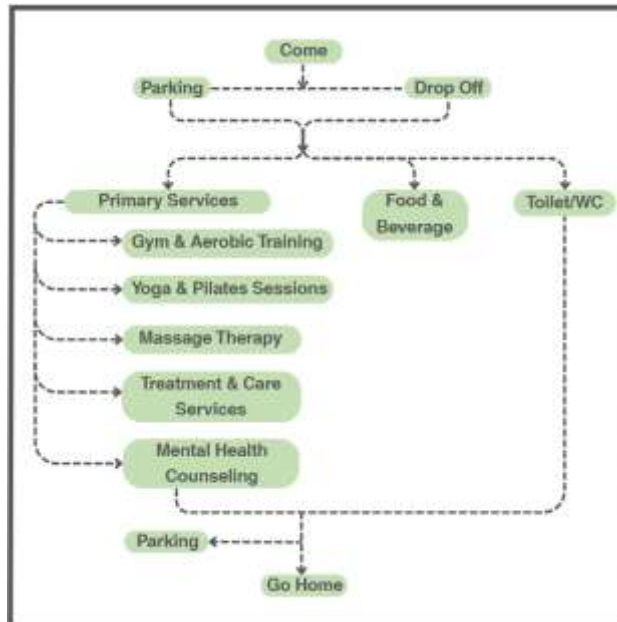 Come
Parking
Drop Off
Primary Services
Food &
Beverage
Toilet/WC
Gym & Aerobic Training
Yoga & Pilates Sessions
Massage Therapy
Treatment & Care
Services
Mental Health
Counseling
Parking
Go Home